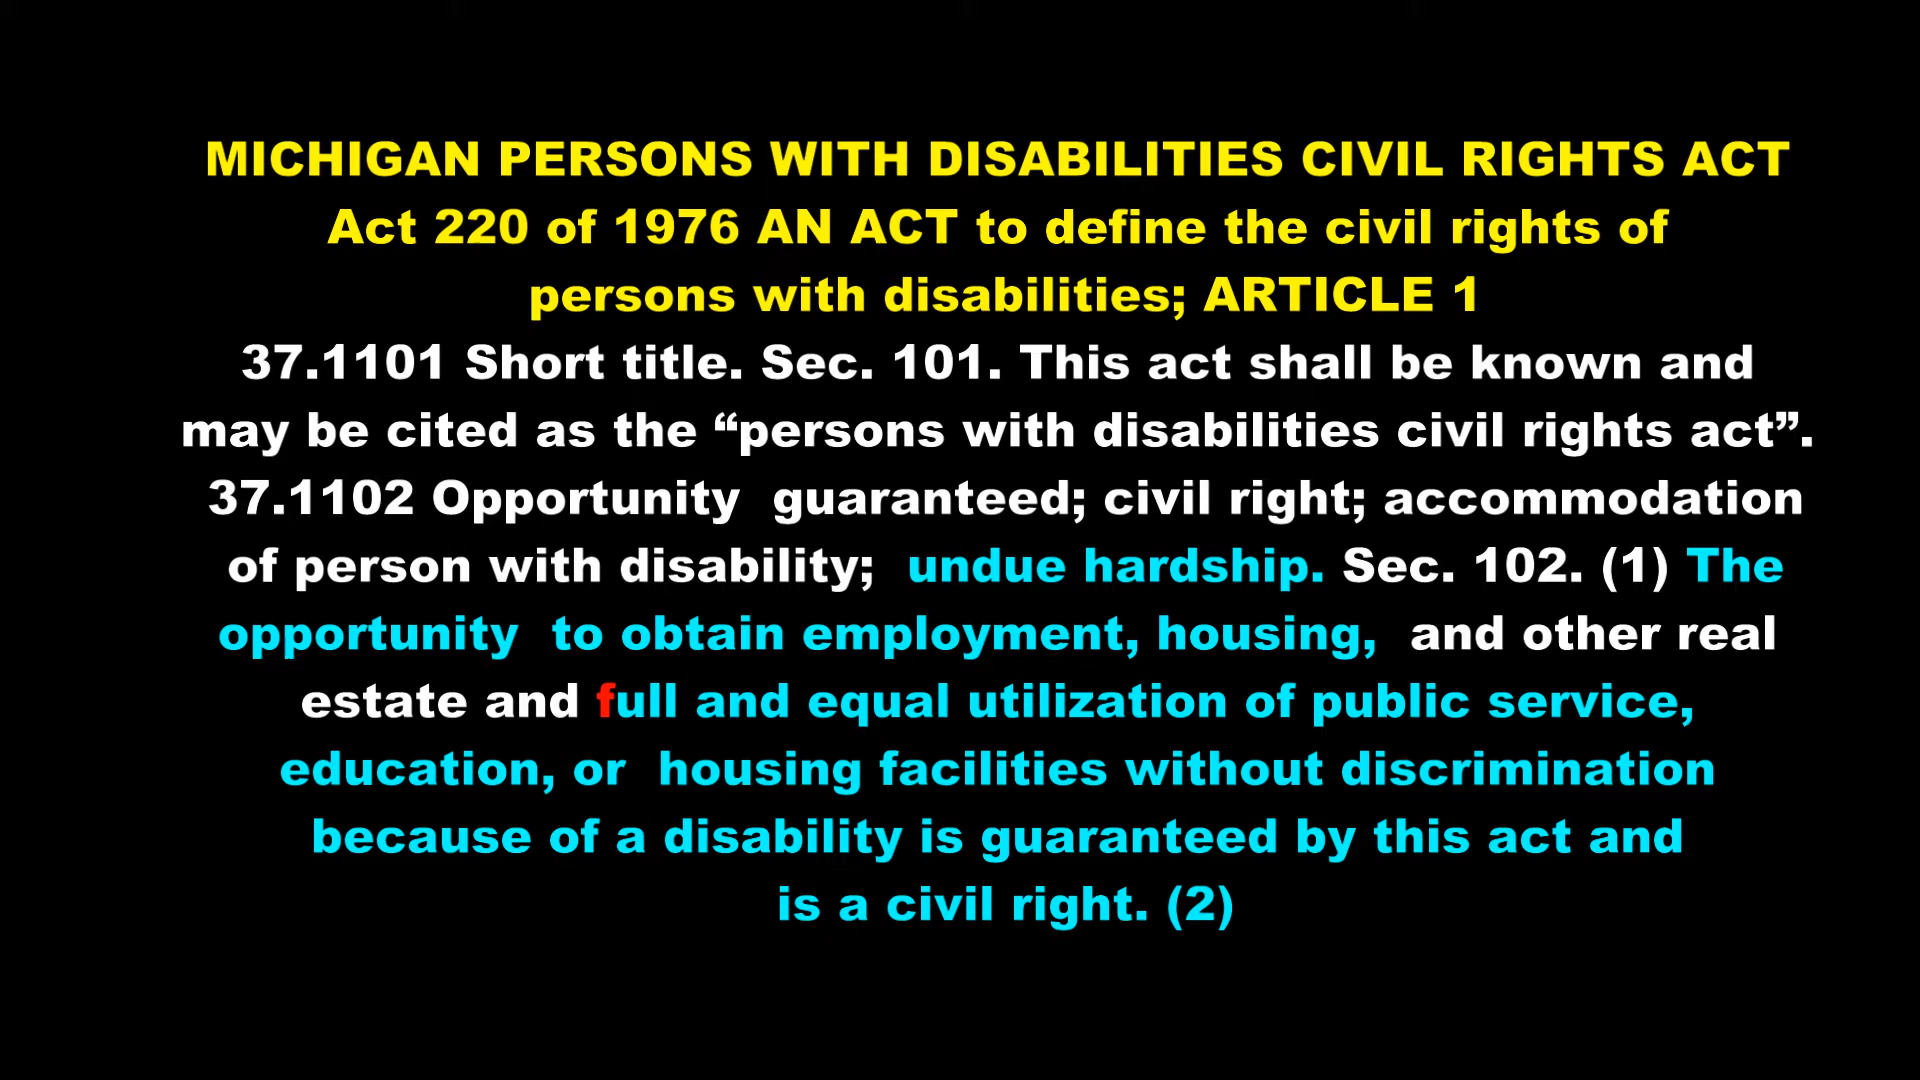 MICHIGAN PERSONS WITH DISABILITIES CIVIL RIGHTS ACT
Act 220 of 1976 AN ACT to define the civil rights of
persons with disabilities; ARTICLE 1
37.1101 Short title. Sec. 101. This act shall be known and
may be cited as the “persons with disabilities civil rights act”.
37.1102 Opportunity guaranteed; civil right; accommodation
of person with disability; undue hardship. Sec. 102. (1) The
opportunity to obtain employment, housing, and other real
estate and full and equal utilization of public service,
education, or housing facilities without discrimination
because of a disability is guaranteed by this act and
is a civil right. (2)